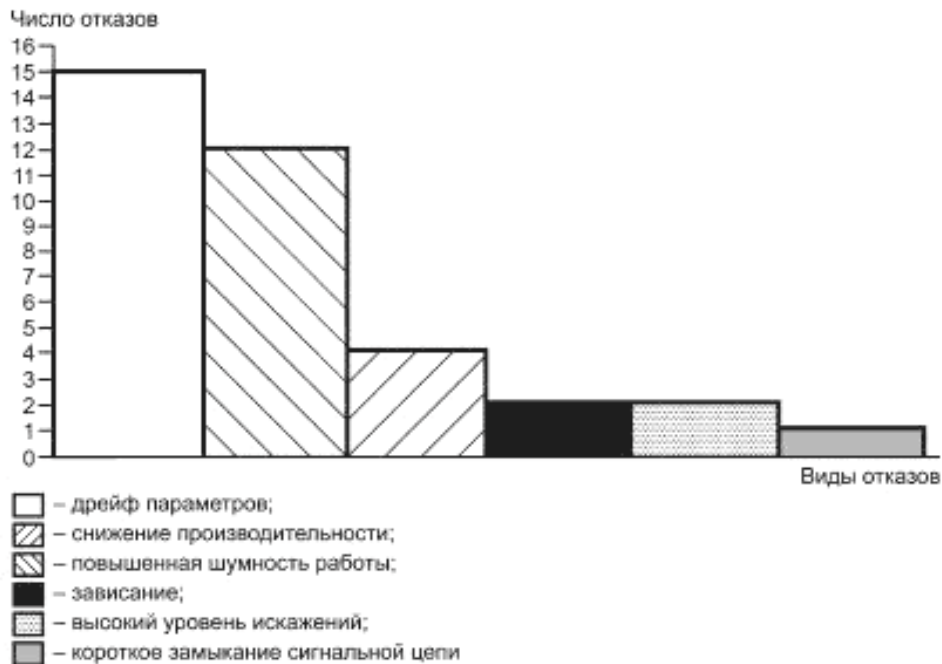 Число отказов
16
15
14
13
12
11
10
9
8
7
6
5
4
3
2
1
0
Виды отказов
– дрейф параметров;
– снижение производительности;
– повышенная шумность работы;
– зависание;
– высокий уровень искажений;
– короткое замыкание сигнальной цепи